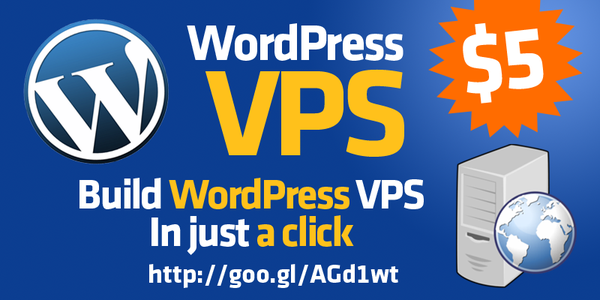 WordPress
VPS
$5
Build WordPress VPS
In just a click
http://goo.gl/AGd1wt